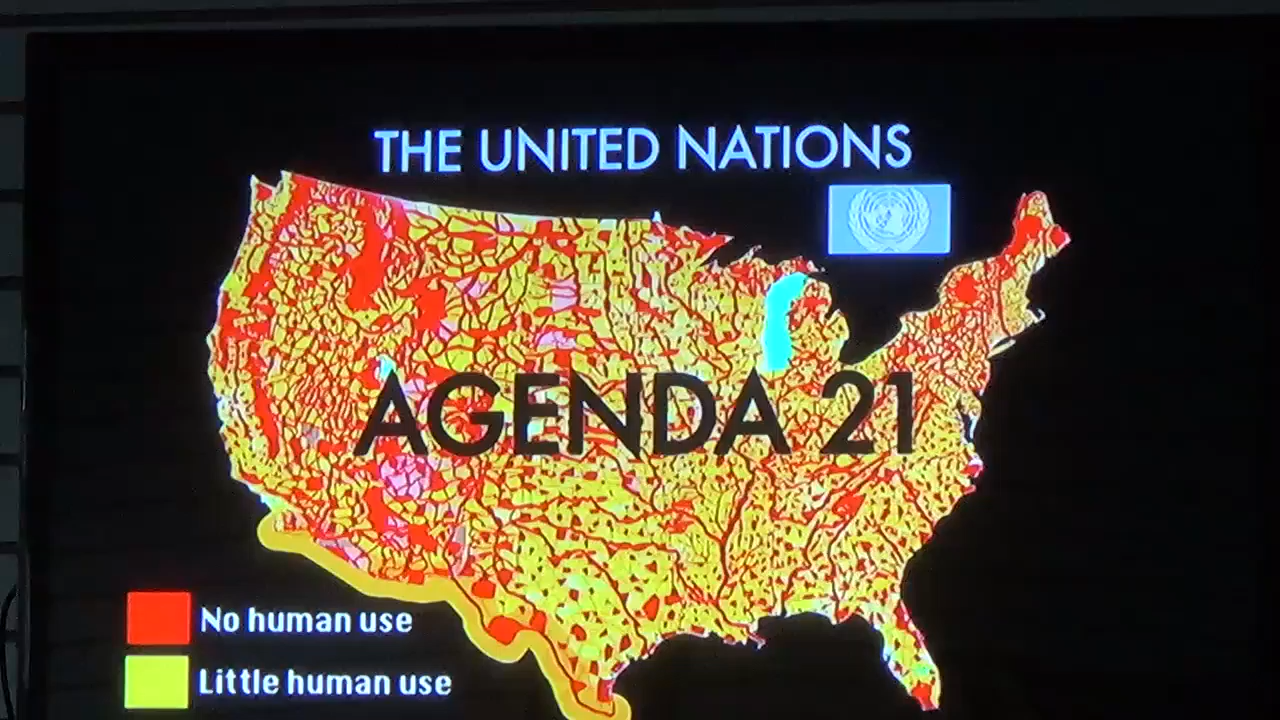 THE UNITED NATIONS
AGENDA 21
No human use
Little human use